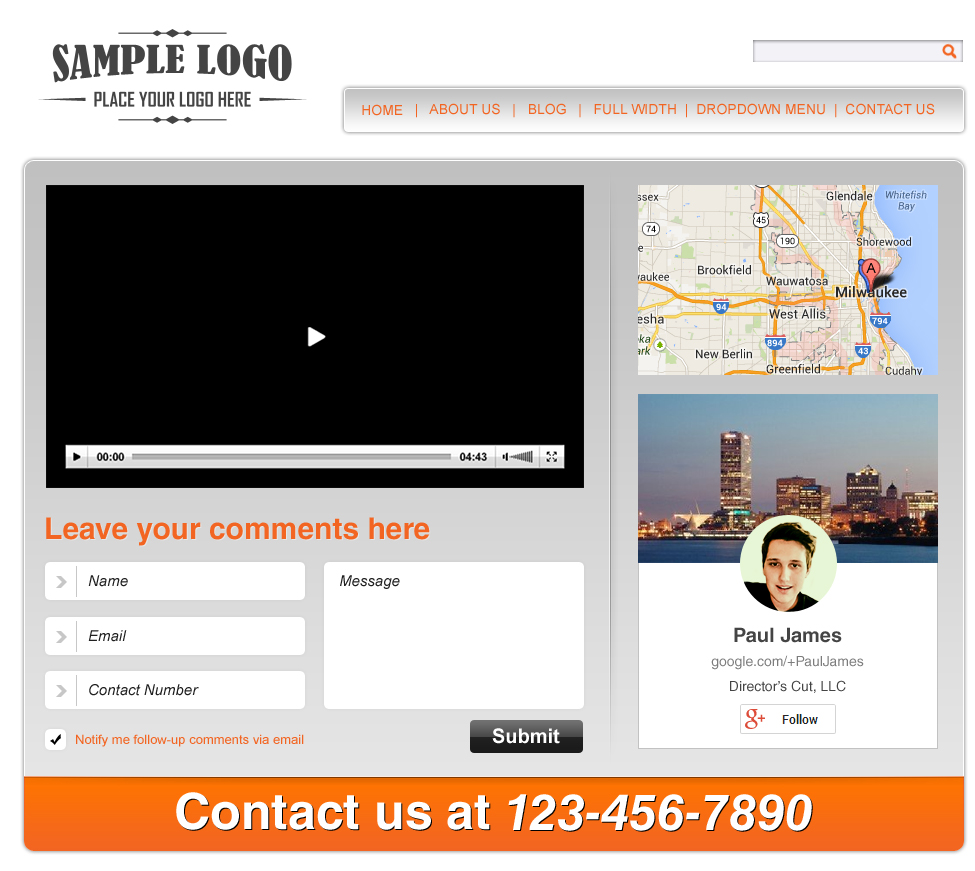 SAMPLE LOGO
PLACE YOUR LOGO HERE
HOME | ABOUT US | BLOG | FULL WIDTH | DROPDOWN MENU | CONTACT US
00:00 04:43
ssex
Glendale
Whitefish
Bay
45
74
190
Shorewood
e
A
Brookfield
waukee
Wauwatosa
Milwaukee
94
esha
West Allis
794
ka
ark
894
43
New Berlin
Greenfield
Cudahy
Leave your comments here
Name
Message
Email
Contact Number
Notify me follow-up comments via email
Submit
Paul James
google.com/+PaulJames
Director's Cut, LLC
g+ Follow
Contact us at 123-456-7890